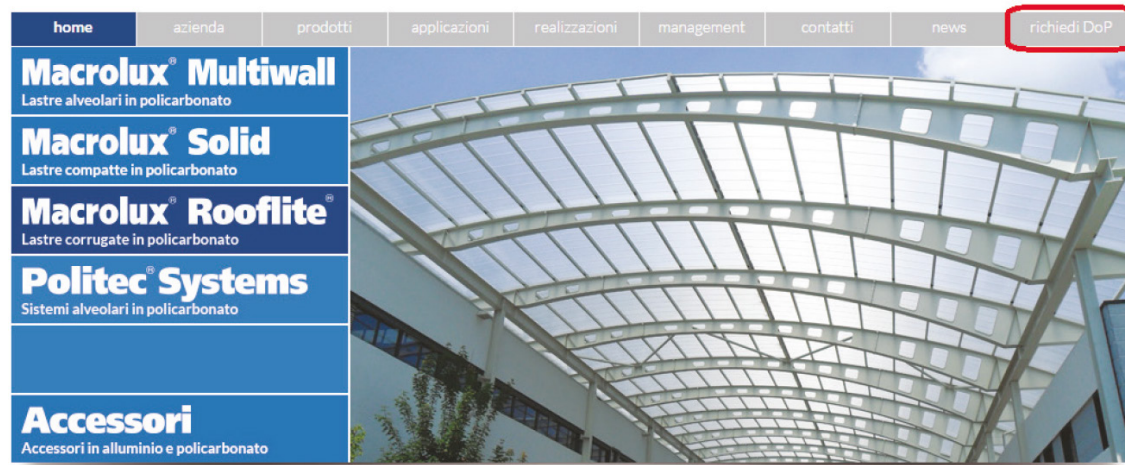 home azienda prodotti applicazioni realizzazioni management contatti news richiedi DoP
Macrolux® Multiwall
Lastre alveolari in policarbonato
Macrolux® Solid
Lastre compatte in policarbonato
Macrolux® Rooflite®
Lastre corrugate in policarbonato
Politec® Systems
Sistemi alveolari in policarbonato
Accessori
Accessori in alluminio e policarbonato